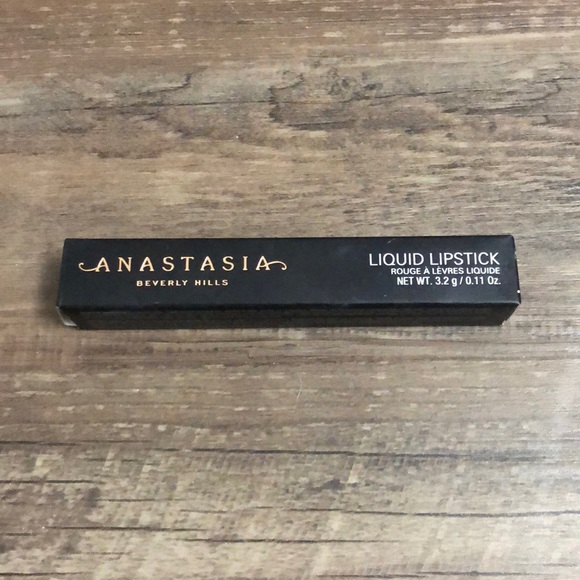 ANASTASIA
BEVERLY HILLS
LIQUID LIPSTICK
ROUGE À LÈVRES LIQUIDE
NET WT. 3.2 g / 0.11 Oz.